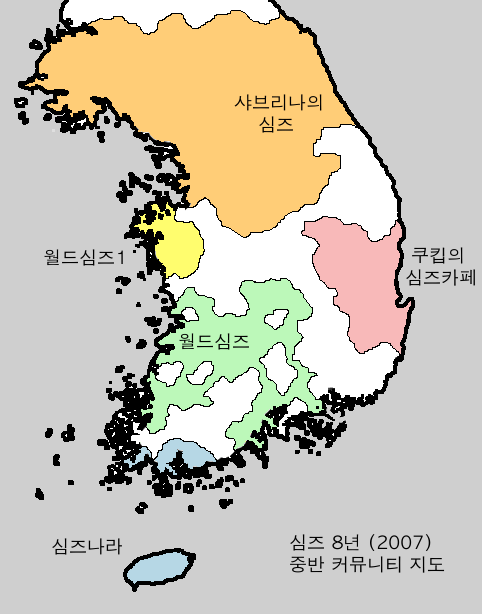 샤브리나의
심즈
월드심즈1
쿠킵의
심즈카페
월드심즈
심즈나라
심즈 8년 (2007)
중반 커뮤니티 지도